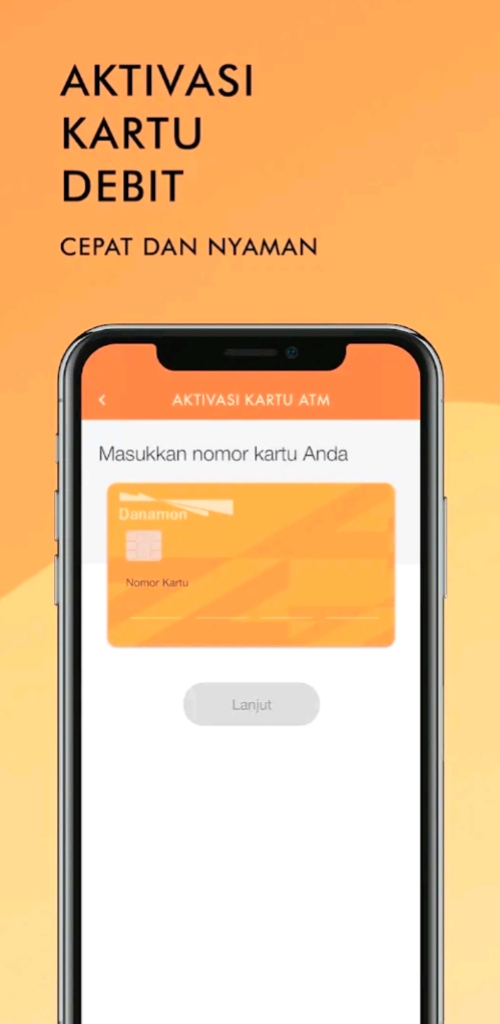 AKTIVASI
KARTU
DEBIT
CEPAT DAN NYAMAN
AKTIVASI KARTU ATM
Masukkan nomor kartu Anda
Danamon
Nomor Kartu
Lanjut